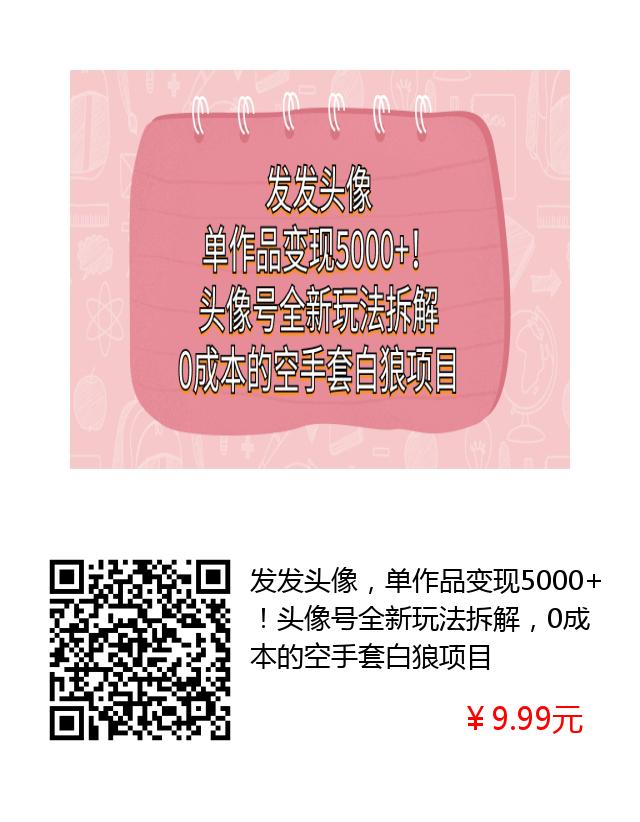 发发头像
单作品变现5000+！
头像号全新玩法拆解
0成本的空手套白狼项目
发发头像，单作品变现5000+
！头像号全新玩法拆解，0成
本的空手套白狼项目
￥9.99元